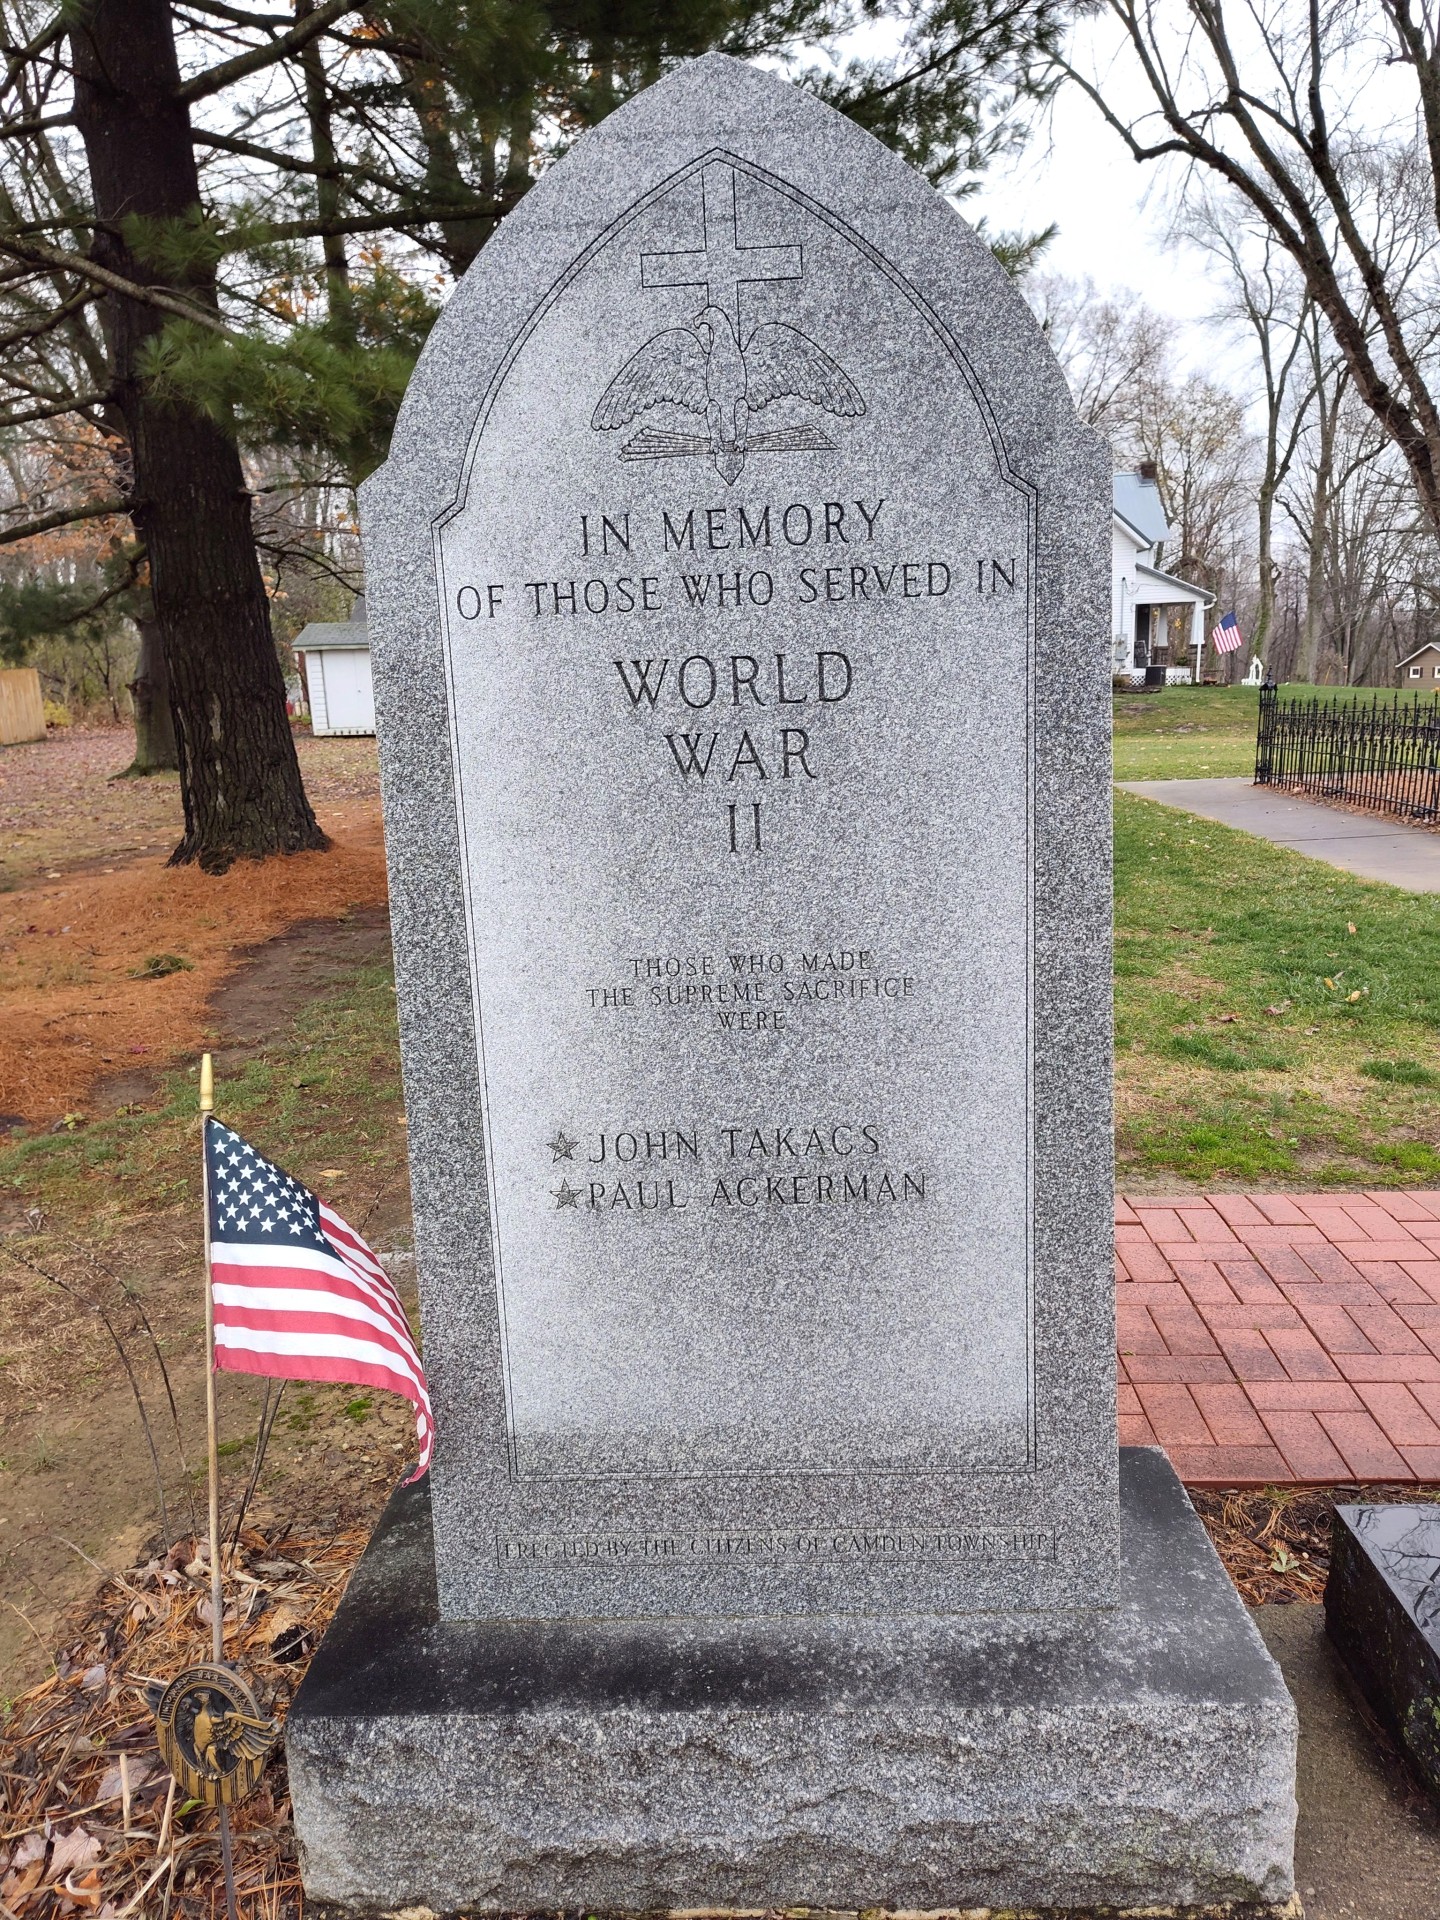 IN MEMORY
OF THOSE WHO SERVED IN
WORLD
WAR
II
THOSE WHO MADE
THE SUPREME SACRIFICE
WERE
JOHN TAKACS
PAUL ACKERMAN
ERECTED BY THE CITIZENS OF CAMDEN TOWNSHIP